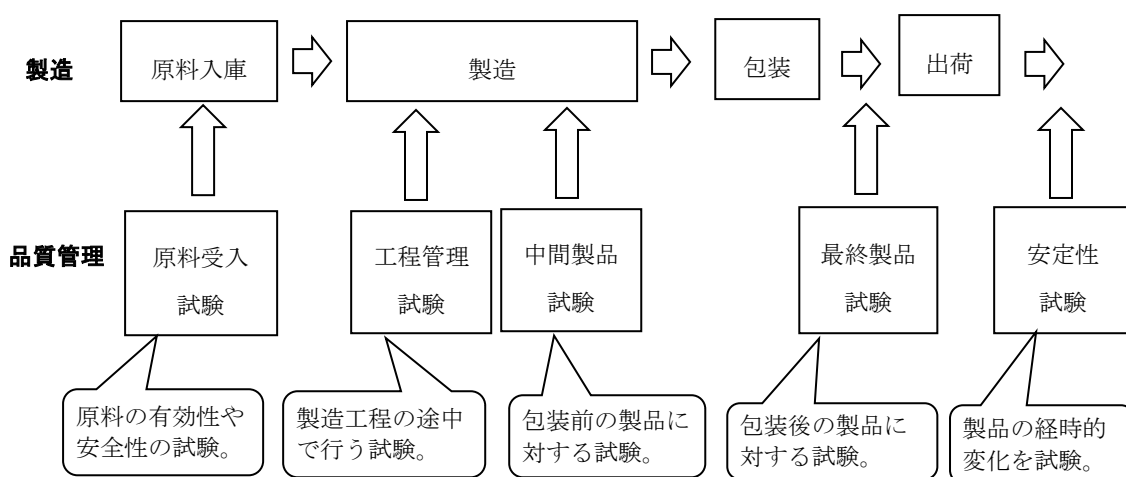 製造
原料入庫
製造
包装
出荷
品質管理
原料受入
試験
工程管理
試験
中間製品
試験
最終製品
試験
安定性
試験
原料の有効性や
安全性の試験。
製造工程の途中
で行う試験。
包装前の製品に
対する試験。
包装後の製品に
対する試験。
製品の経時的
変化を試験。